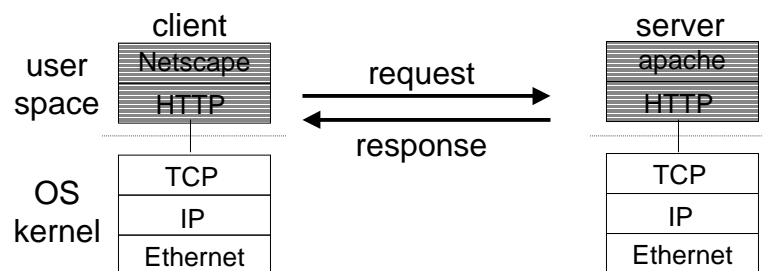 client
server
user
space
Netscape
HTTP
request
response
apache
HTTP
OS
kernel
TCP
IP
Ethernet
TCP
IP
Ethernet